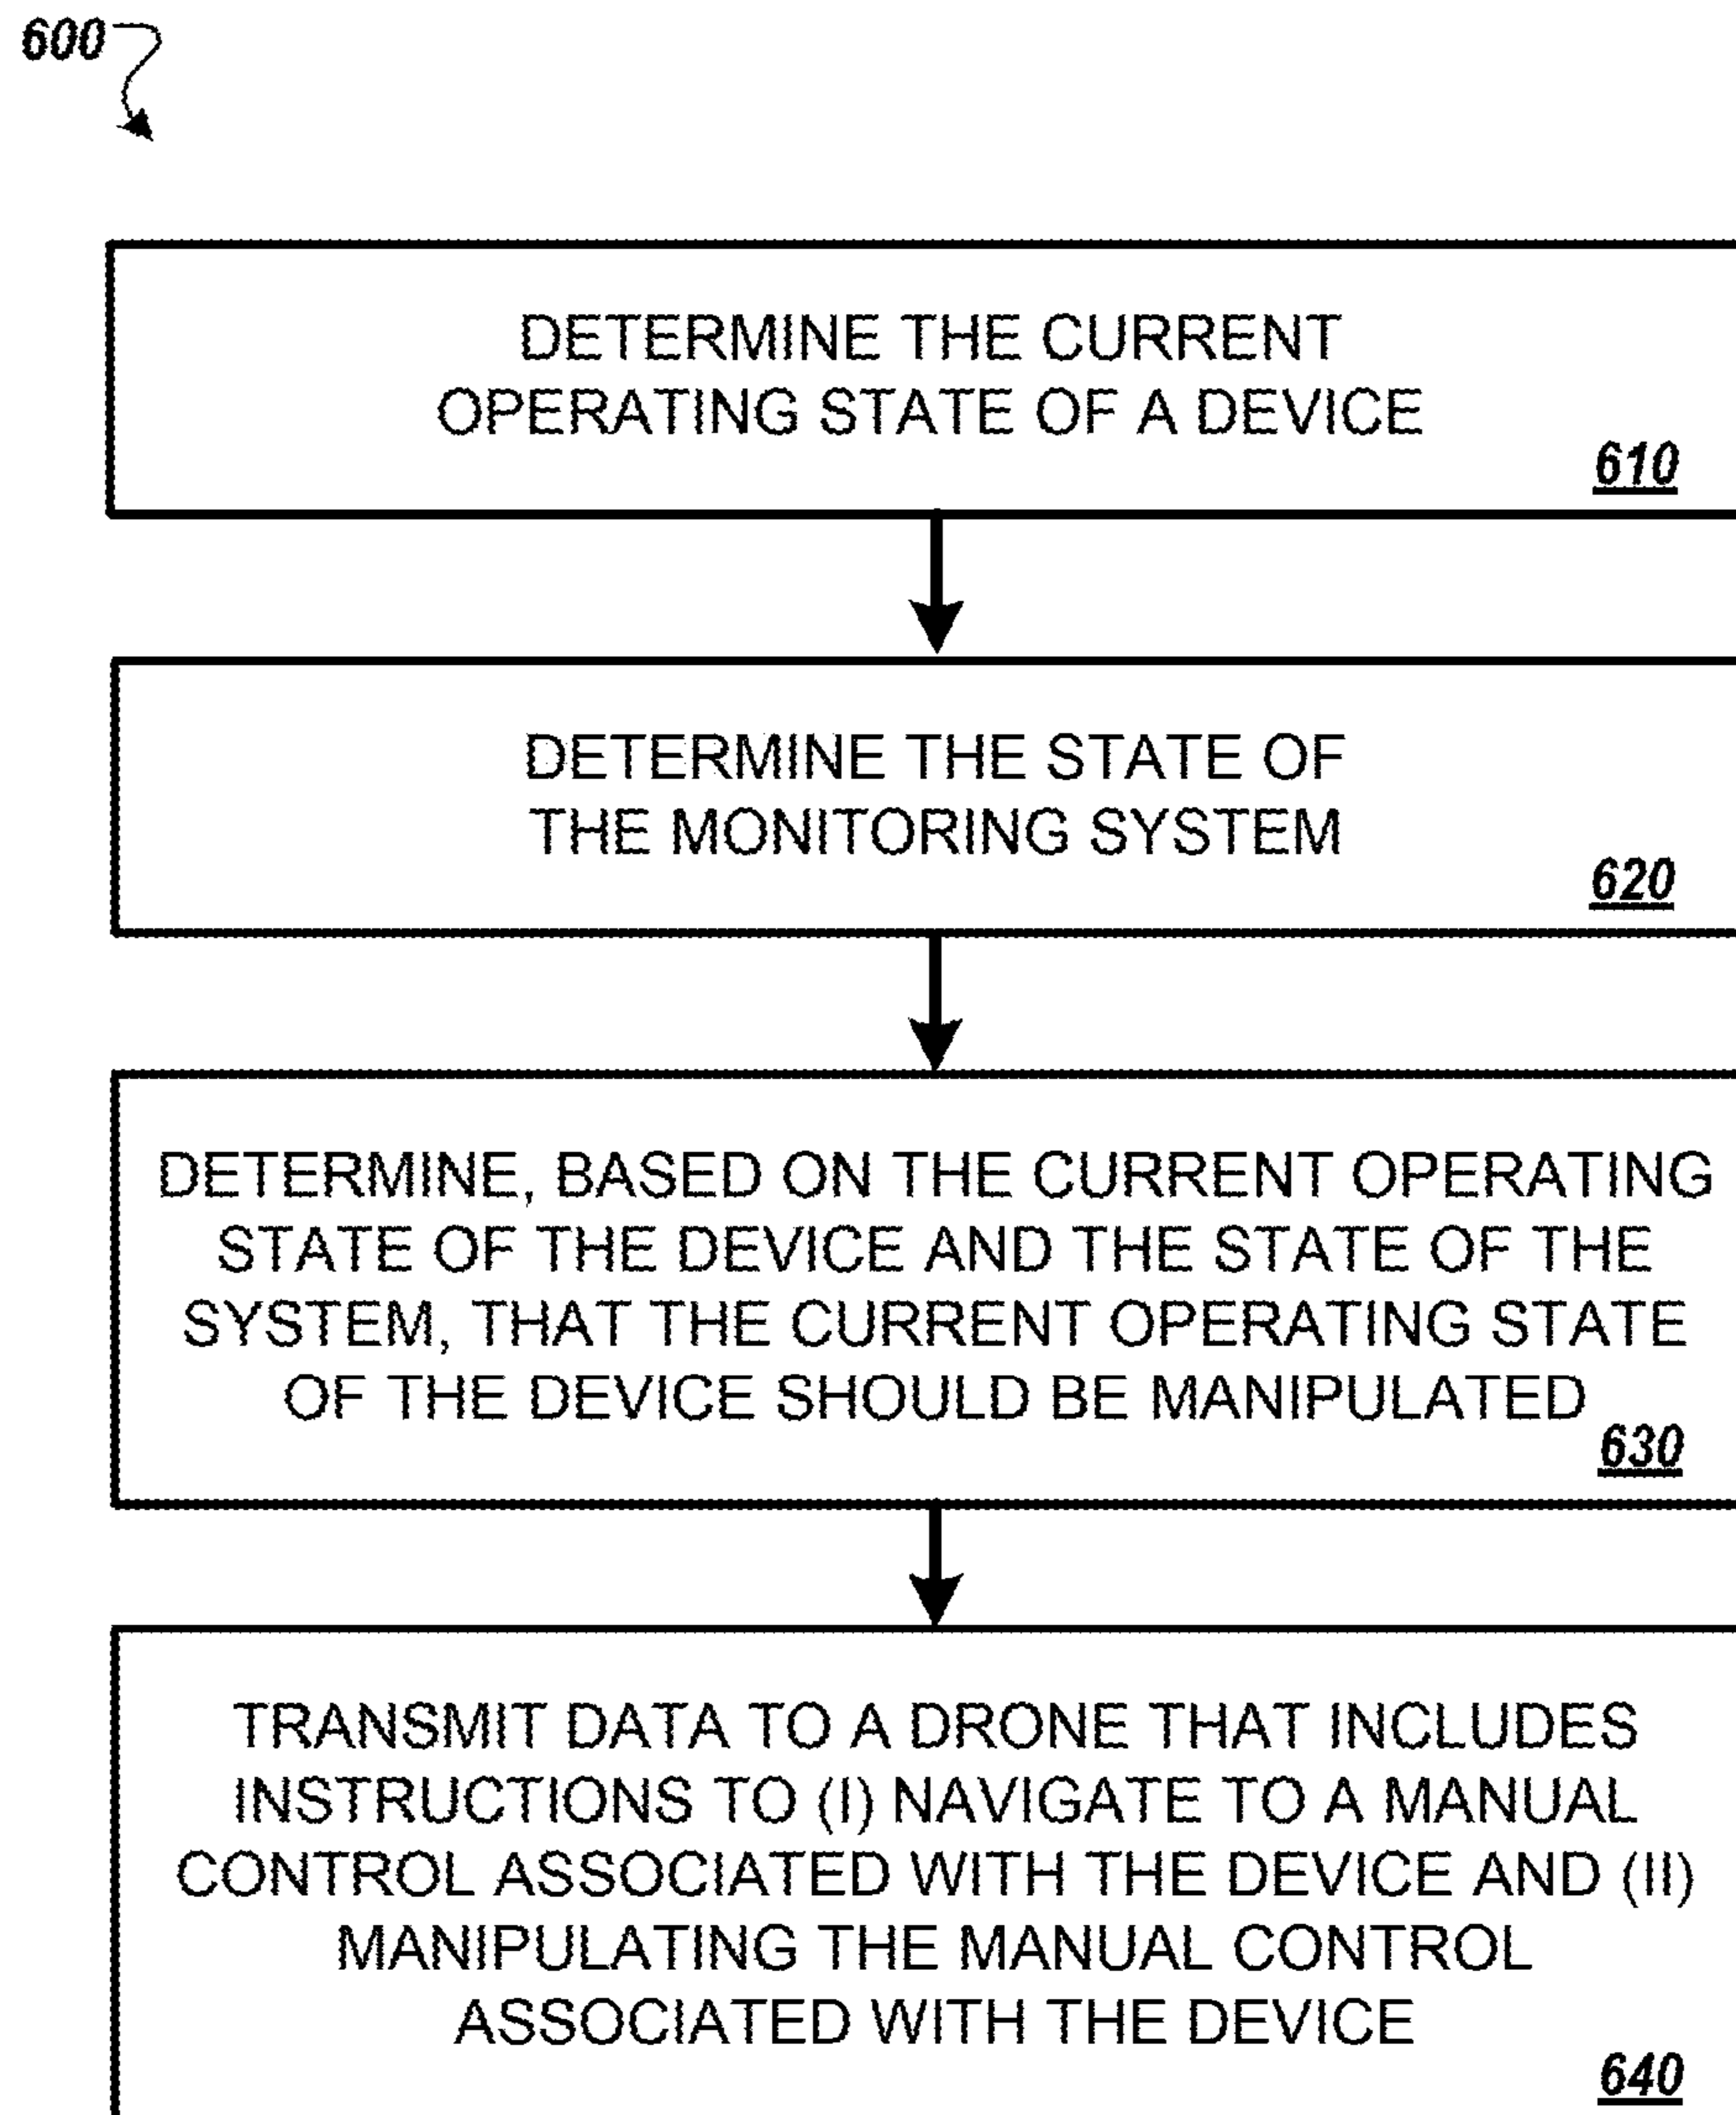 600
DETERMINE THE CURRENT
OPERATING STATE OF A DEVICE
610
DETERMINE THE STATE OF
THE MONITORING SYSTEM
620
DETERMINE, BASED ON THE CURRENT OPERATING
STATE OF THE DEVICE AND THE STATE OF THE
SYSTEM, THAT THE CURRENT OPERATING STATE
OF THE DEVICE SHOULD BE MANIPULATED
630
TRANSMIT DATA TO A DRONE THAT INCLUDES
INSTRUCTIONS TO (I) NAVIGATE TO A MANUAL
CONTROL ASSOCIATED WITH THE DEVICE AND (II)
MANIPULATING THE MANUAL CONTROL
ASSOCIATED WITH THE DEVICE
640